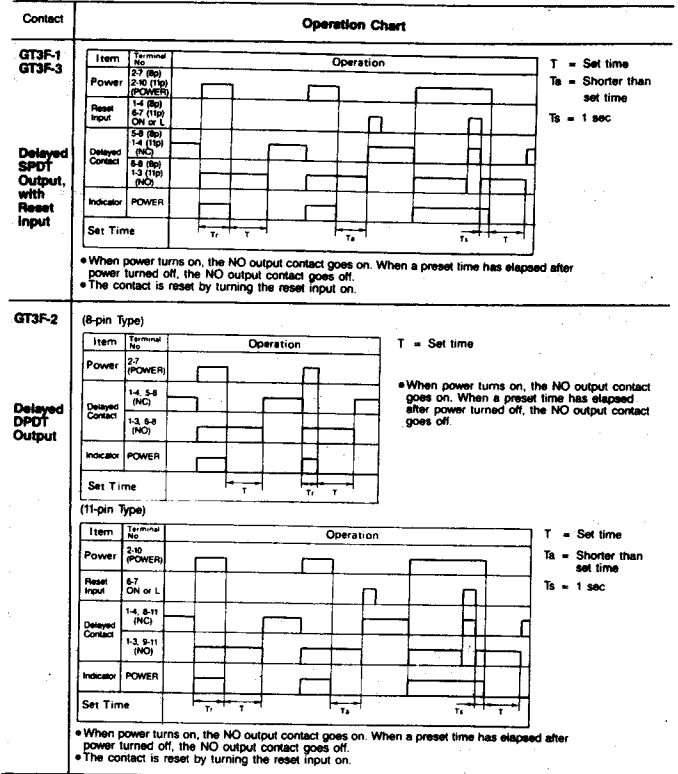 Contact
Operation Chart
GT3F-1
GT3F-3
Delayed
SPDT
Output,
with
Reset
Input
Item
Terminal
No
Operation
Power
2-7 (8p)
2-10 (11p)
(POWER)
Reset
Input
1-4 (8p)
6-7 (11p)
ON or L
Delayed
Contact
5-8 (8p)
1-4 (11p)
(NC)
6-8 (8p)
1-3 (11p)
(NO)
Indicator
POWER
Set Time
Tr
T
Ta
Ts
T
T = Set time
Ta = Shorter than
set time
Ts = 1 sec
● When power turns on, the NO output contact goes on. When a preset time has elapsed after
power turned off, the NO output contact goes off.
● The contact is reset by turning the reset input on.
GT3F-2
Delayed
DPDT
Output
(8-pin Type)
Item
Terminal
No
Operation
Power
2-7
(POWER)
Delayed
Contact
1-4, 5-8
(NC)
1-3, 6-8
(NO)
Indicator
POWER
Set Time
T
Tr
T
T = Set time
● When power turns on, the NO output contact
goes on. When a preset time has elapsed
after power turned off, the NO output contact
goes off.
(11-pin Type)
Item
Terminal
No
Operation
Power
2-10
(POWER)
Reset
Input
6-7
ON or L
Delayed
Contact
1-4, 8-11
(NC)
1-3, 9-11
(NO)
Indicator
POWER
Set Time
Tr
T
Ta
Ts
T
T = Set time
Ta = Shorter than
set time
Ts = 1 sec
● When power turns on, the NO output contact goes on. When a preset time has elapsed after
power turned off, the NO output contact goes off.
● The contact is reset by turning the reset input on.